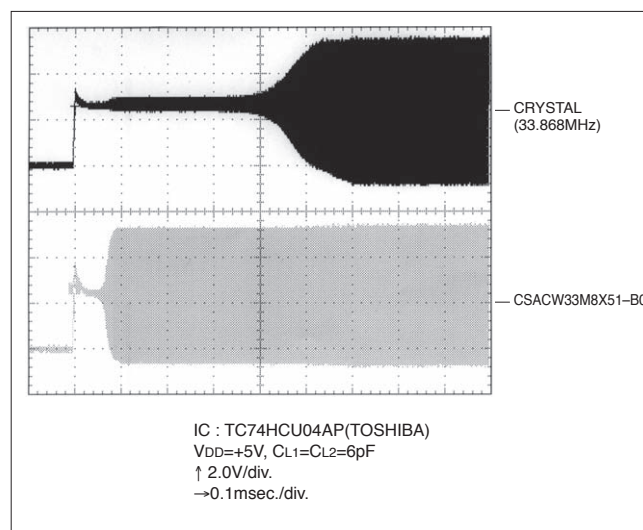 CRYSTAL
(33.868MHz)
CSACW33M8X51–B0
IC : TC74HCU04AP(TOSHIBA)
VDD=+5V, CL1=CL2=6pF
↑ 2.0V/div.
→0.1msec./div.